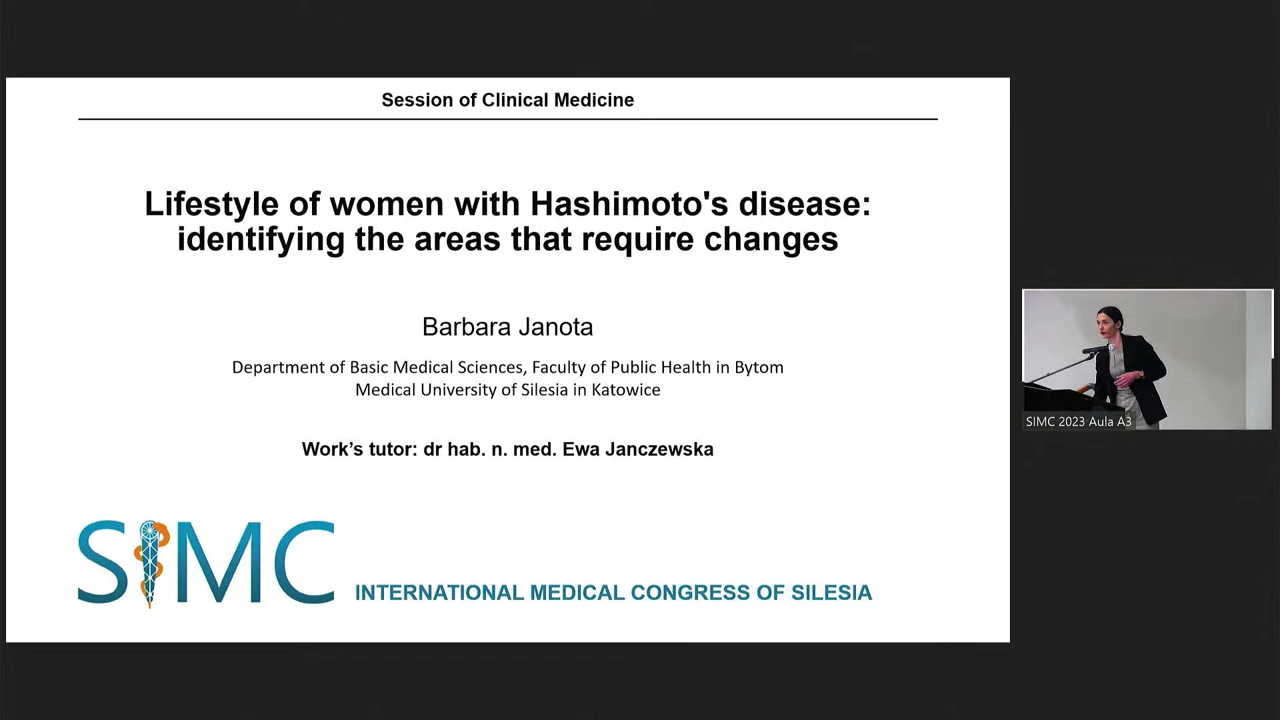 Session of Clinical Medicine
Lifestyle of women with Hashimoto's disease:
identifying the areas that require changes
Barbara Janota
Department of Basic Medical Sciences, Faculty of Public Health in Bytom
Medical University of Silesia in Katowice
Work's tutor: dr hab. n. med. Ewa Janczewska
SIMC
INTERNATIONAL MEDICAL CONGRESS OF SILESIA
SIMC 2023 Aula A3